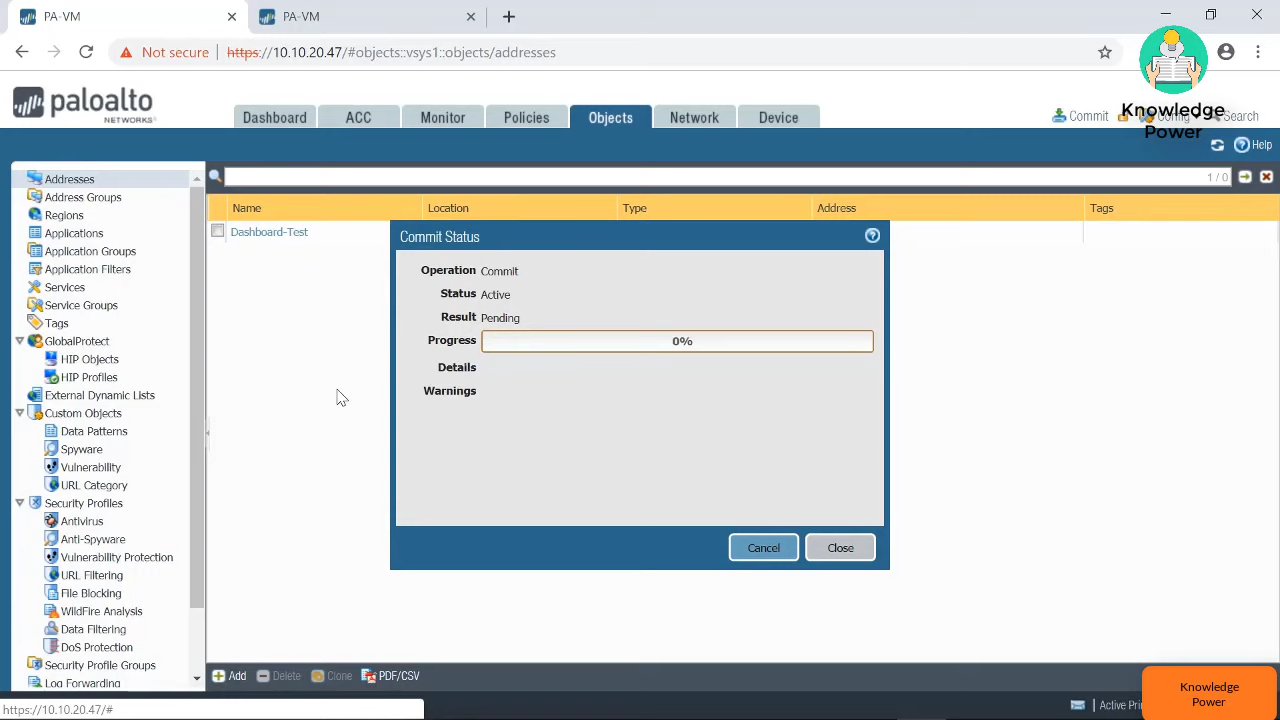 PA-VM
PA-VM
Not secure
https://10.10.20.47/#objects::vsys1::objects/addresses
paloalto
NETWORKS
Dashboard
ACC
Monitor
Policies
Objects
Network
Device
Commit
Config
Search
Knowledge
Power
Help
Addresses
Address Groups
Regions
Applications
Application Groups
Application Filters
Services
Service Groups
Tags
GlobalProtect
HIP Objects
HIP Profiles
External Dynamic Lists
Custom Objects
Data Patterns
Spyware
Vulnerability
URL Category
Security Profiles
Antivirus
Anti-Spyware
Vulnerability Protection
URL Filtering
File Blocking
WildFire Analysis
Data Filtering
DoS Protection
Security Profile Groups
Log Forwarding
1 / 0
Name Location Type Address Tags
Dashboard-Test
Commit Status
Operation Commit
Status Active
Result Pending
Progress 0%
Details
Warnings
Cancel Close
Add Delete Clone PDF/CSV
https://10.10.20.47/#
Active
Knowledge
Power